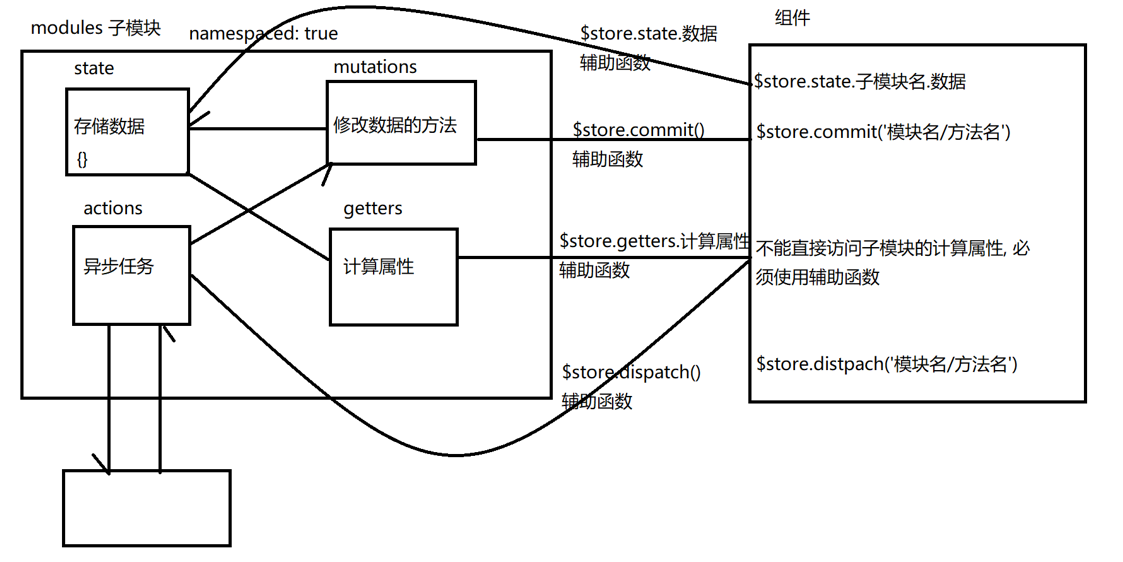 modules 子模块
namespaced: true
state
存储数据
{}
mutations
修改数据的方法
actions
异步任务
getters
计算属性
$store.state.数据
辅助函数
$store.commit()
辅助函数
$store.getters.计算属性
辅助函数
$store.dispatch()
辅助函数
组件
$store.state.子模块名.数据
$store.commit('模块名/方法名')
不能直接访问子模块的计算属性, 必
须使用辅助函数
$store.distpach('模块名/方法名')